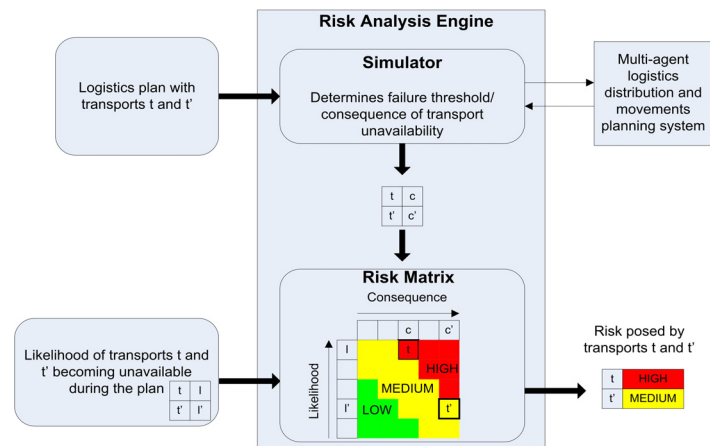 Risk Analysis Engine
Logistics plan with
transports t and t'
Simulator
Determines failure threshold/
consequence of transport
unavailability
Multi-agent
logistics
distribution and
movements
planning system
t c
t' c'
Risk Matrix
Consequence
c c'
l t
HIGH
MEDIUM
l' LOW t'
Likelihood
Likelihood of transports t and
t' becoming unavailable
during the plan
t l
t' l'
Risk posed by
transports t and t'
t HIGH
t' MEDIUM